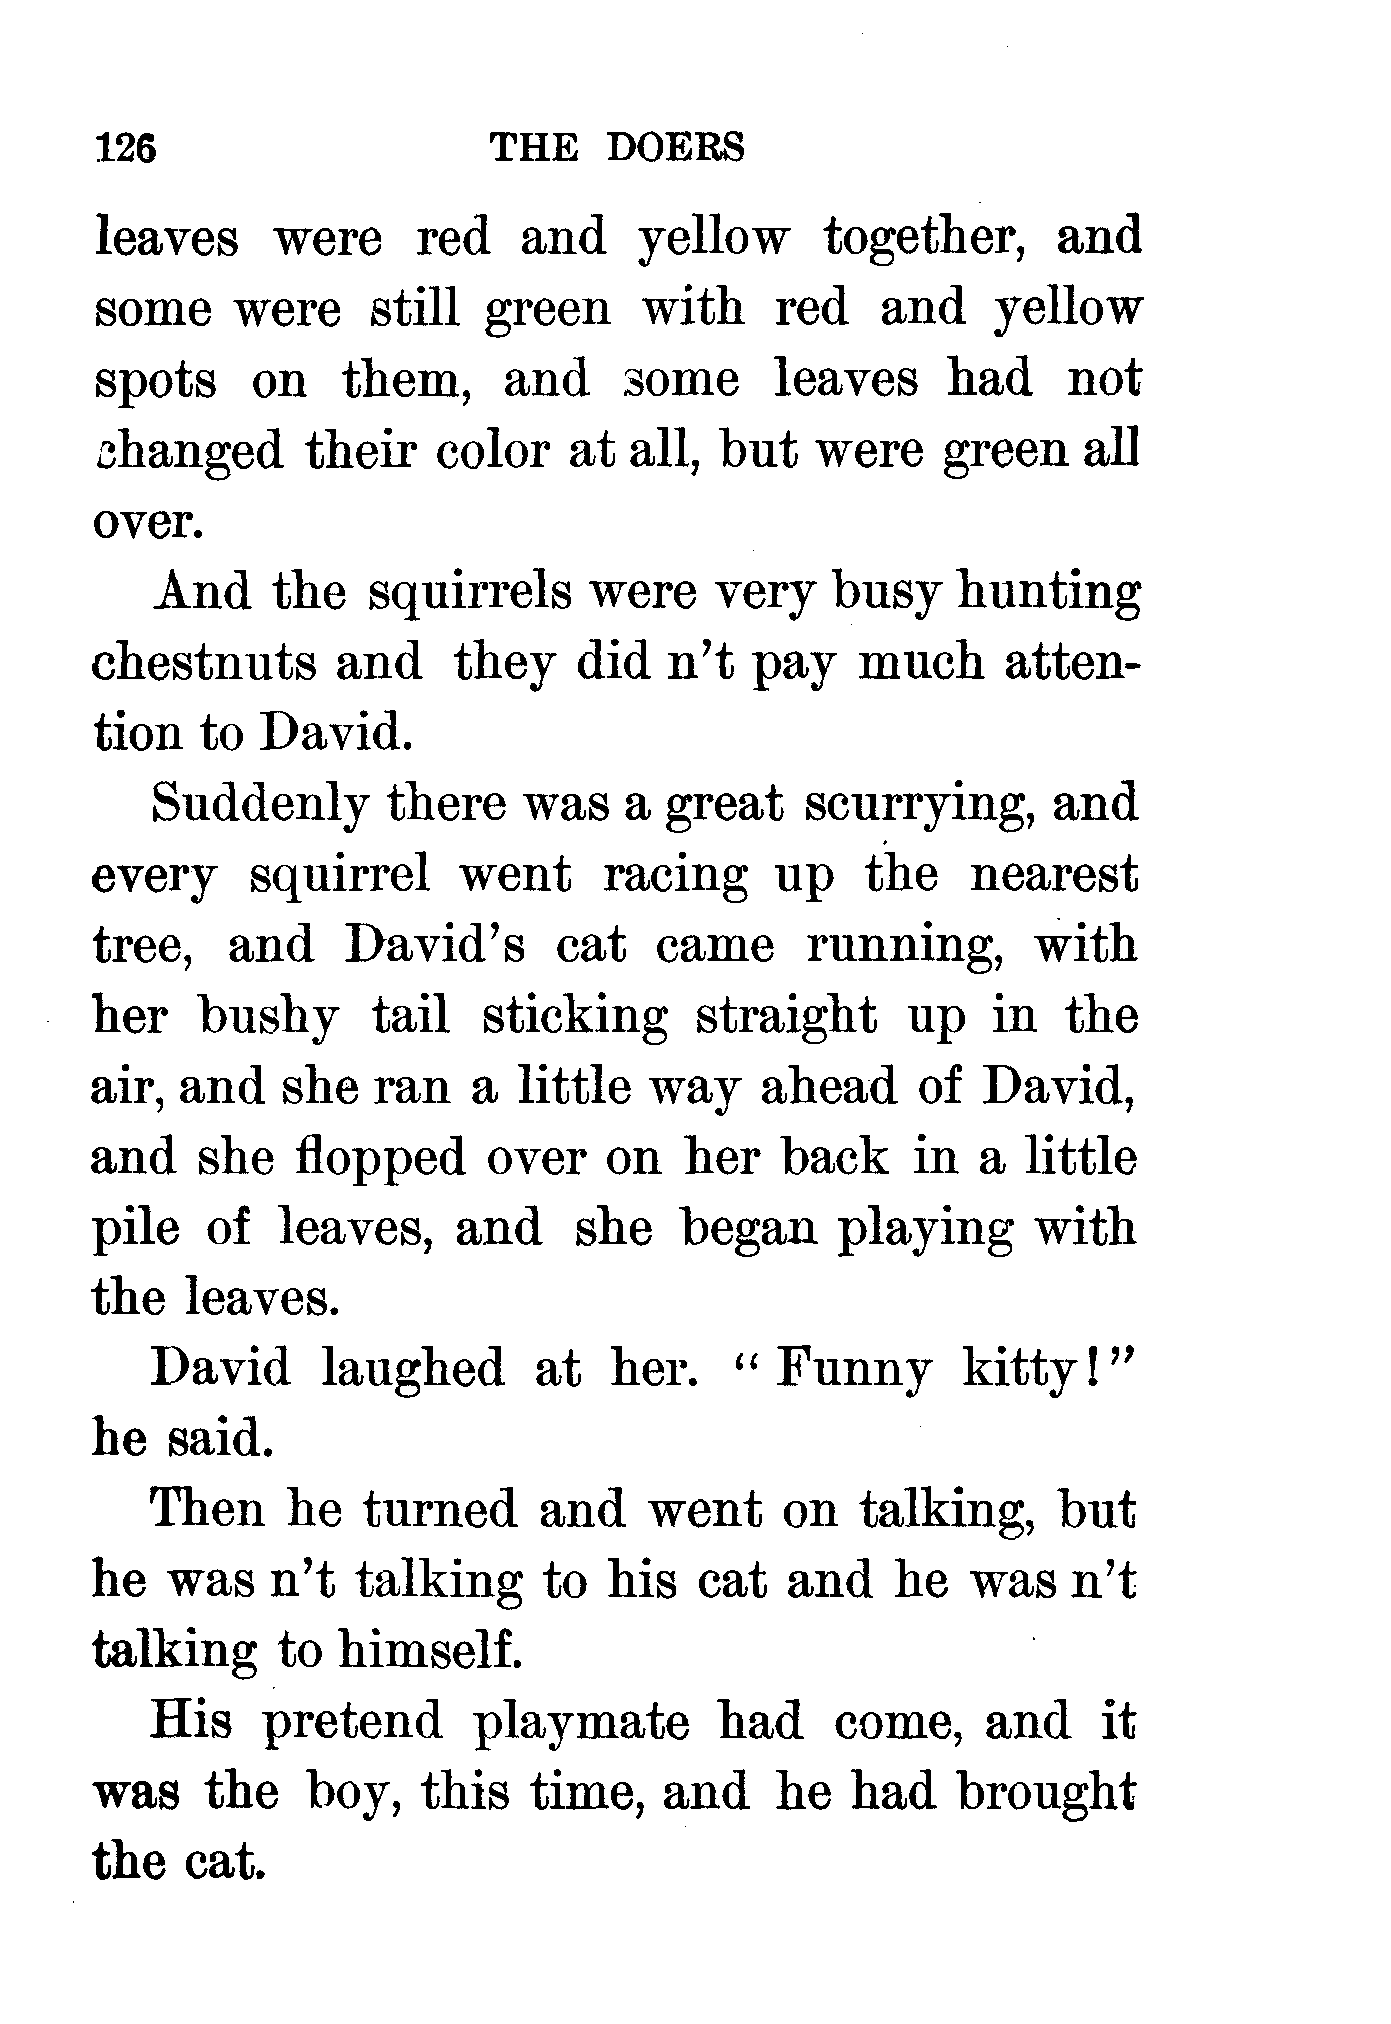 126 THE DOERS
leaves were red and yellow together, and
some were still green with red and yellow
spots on them, and some leaves had not
changed their color at all, but were green all
over.
And the squirrels were very busy hunting
chestnuts and they did n't pay much atten-
tion to David.
Suddenly there was a great scurrying, and
every squirrel went racing up the nearest
tree, and David's cat came running, with
her bushy tail sticking straight up in the
air, and she ran a little way ahead of David,
and she flopped over on her back in a little
pile of leaves, and she began playing with
the leaves.
David laughed at her. “ Funny kitty! ”
he said.
Then he turned and went on talking, but
he was n't talking to his cat and he was n't
talking to himself.
His pretend playmate had come, and it
was the boy, this time, and he had brought
the cat.